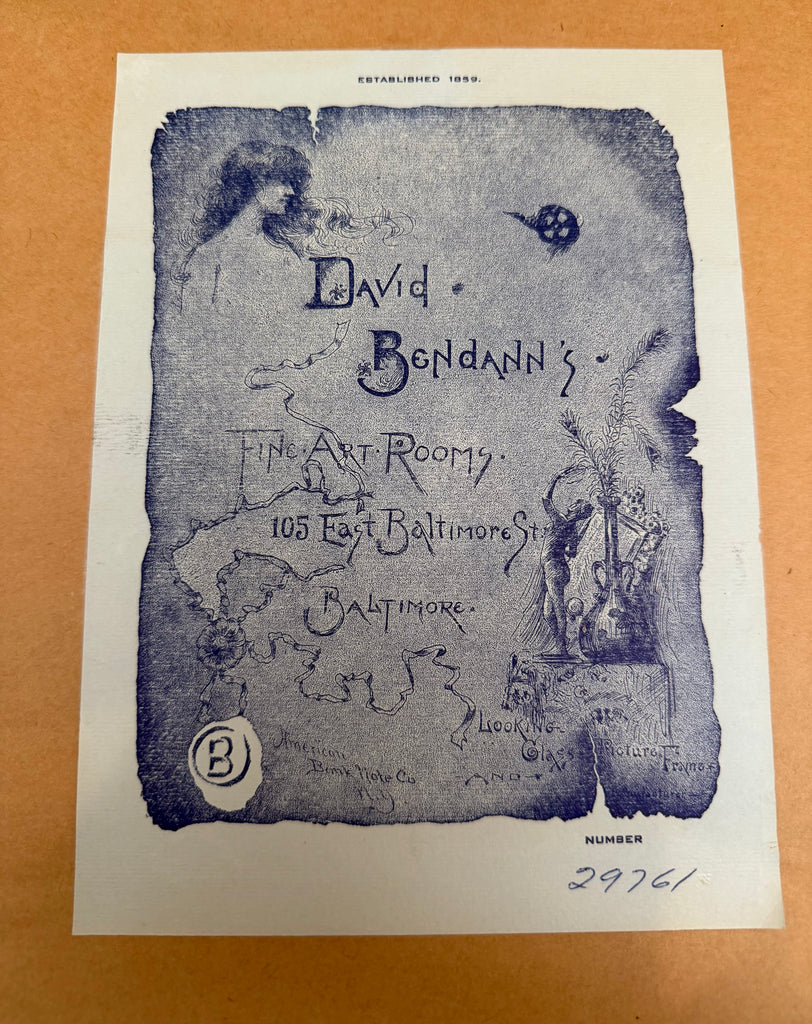 ESTABLISHED 1859.
DAVID
BENDANN'S
FINE·ART·ROOMS.
105 East Baltimore St.
BALTIMORE.
LOOKING
Glass Picture Frame
-AND-
American
Bank Note Co
N.Y.
B
NUMBER
29761